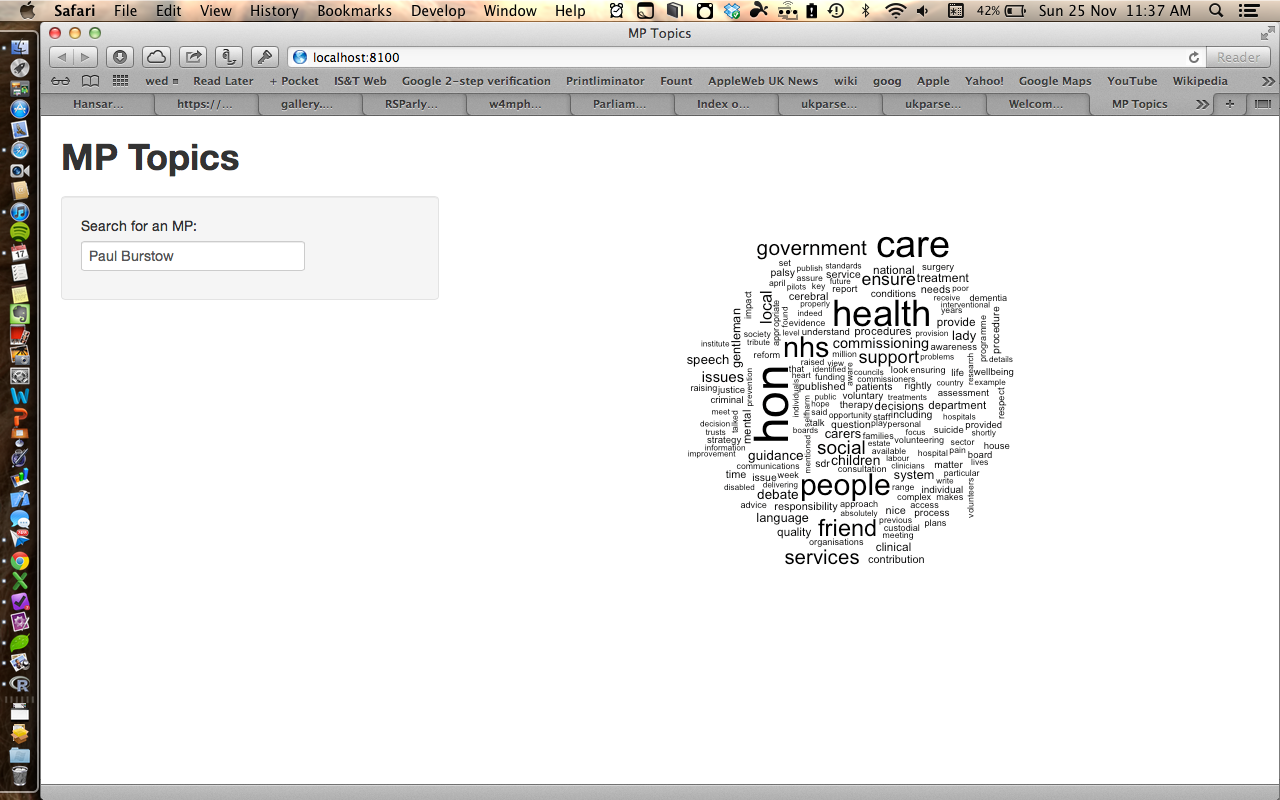 Safari File Edit View History Bookmarks Develop Window Help 42% Sun 25 Nov 11:37 AM
MP Topics
localhost:8100 Reader
wed Read Later + Pocket IS&T Web Google 2-step verification Printliminator Fount AppleWeb UK News wiki goog Apple Yahoo! Google Maps YouTube Wikipedia
Hansar... https://... gallery.... RSParly... w4mph... Parliam... Index o... ukparse... ukparse... Welcom... MP Topics
MP Topics
Search for an MP:
Paul Burstow
government care
set publish standards national surgery
palsy assure service future ensure treatment
april pilots key report needs poor
cerebral conditions receive dementia
impact local properly health interventional
appropriate found indeed years
gentleman evidence provide programme procedure
society level understand procedures provision lady
institute tribute nhs commissioning awareness
speech reform million support problems details
raised view
issues that identified aware councils look ensuring life research wellbeing
heart funding commissioners
raising justice prevention hon individuals published patients rightly country example
criminal public voluntary treatments assessment respect
meet talked mental selfharm hope therapy decisions department
decision said opportunity staff including hospitals
trusts talk question play personal provided
strategy boards carers families focus suicide shortly
information mentioned social estate volunteering sector house
improvement guidance available hospital pain board
communications sdr children labour clinicians matter lives
time issue week consultation system particular
disabled delivering people range write individual volunteers
debate complex makes
advice responsibility approach access
language absolutely nice process
quality friend previous plans
custodial
organisations meeting
services clinical
contribution